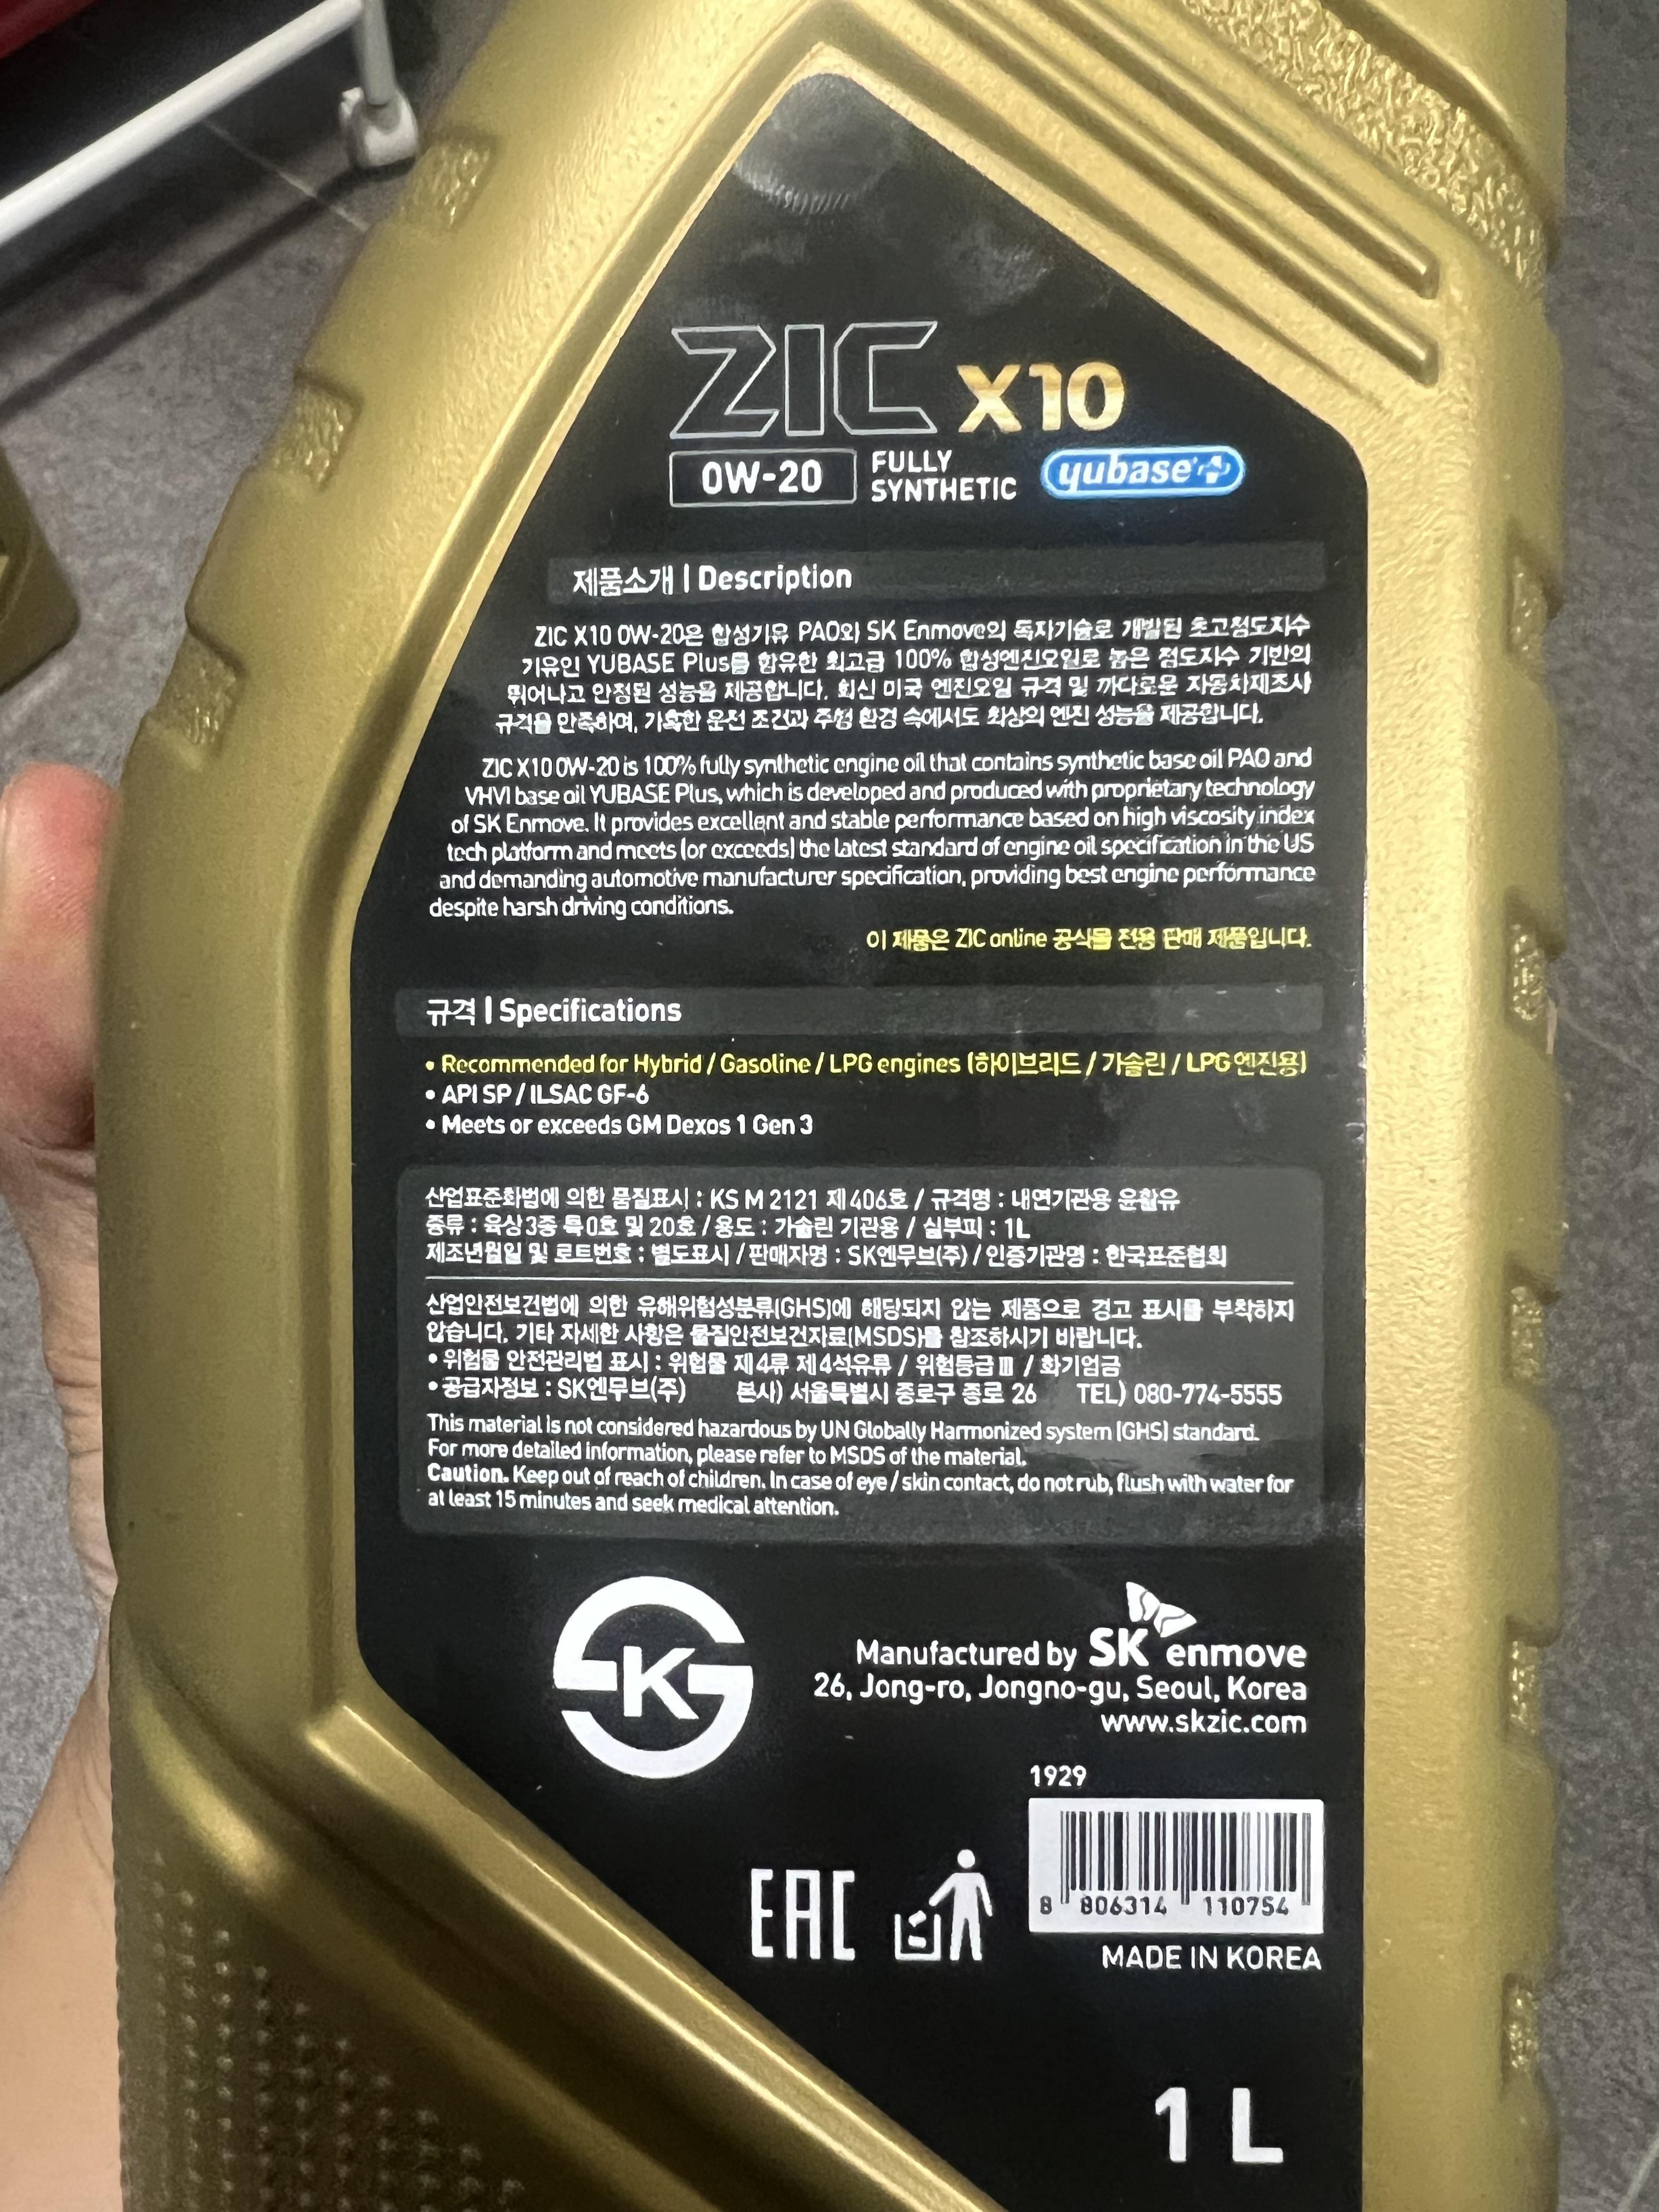 ZIC X10
0W-20 FULLY SYNTHETIC yubase+
제품소개 | Description
ZIC X10 0W-20은 합성기유 PAO와 SK Enmove의 독자기술로 개발된 초고점도지수
기유인 YUBASE Plus를 함유한 최고급 100% 합성엔진오일로 높은 점도지수 기반의
뛰어나고 안정된 성능을 제공합니다. 최신 미국 엔진오일 규격 및 까다로운 자동차제조사
규격을 만족하며, 가혹한 운전 조건과 주행 환경 속에서도 최상의 엔진 성능을 제공합니다.
ZIC X10 0W-20 is 100% fully synthetic engine oil that contains synthetic base oil PAO and
VHVI base oil YUBASE Plus, which is developed and produced with proprietary technology
of SK Enmove. It provides excellent and stable performance based on high viscosity index
tech platform and meets (or exceeds) the latest standard of engine oil specification in the US
and demanding automotive manufacturer specification, providing best engine performance
despite harsh driving conditions.
이 제품은 ZIC online 공식몰 전용 판매 제품입니다.
규격 | Specifications
• Recommended for Hybrid / Gasoline / LPG engines (하이브리드 / 가솔린 / LPG 엔진용)
• API SP / ILSAC GF-6
• Meets or exceeds GM Dexos 1 Gen 3
산업표준화법에 의한 품질표시 : KS M 2121 제406호 / 규격명 : 내연기관용 윤활유
종류 : 육상3종 특0호 및 20호 / 용도 : 가솔린 기관용 / 실부피 : 1L
제조년월일 및 로트번호 : 별도표시 / 판매자명 : SK엔무브(주) / 인증기관명 : 한국표준협회
산업안전보건법에 의한 유해위험성분류(GHS)에 해당되지 않는 제품으로 경고 표시를 부착하지
않습니다. 기타 자세한 사항은 물질안전보건자료(MSDS)를 참조하시기 바랍니다.
• 위험물 안전관리법 표시 : 위험물 제4류 제4석유류 / 위험등급Ⅲ / 화기엄금
• 공급자정보 : SK엔무브(주) 본사) 서울특별시 종로구 종로 26 TEL) 080-774-5555
This material is not considered hazardous by UN Globally Harmonized system (GHS) standard.
For more detailed information, please refer to MSDS of the material.
Caution. Keep out of reach of children. In case of eye / skin contact, do not rub, flush with water for
at least 15 minutes and seek medical attention.
K
Manufactured by SK enmove
26, Jong-ro, Jongno-gu, Seoul, Korea
www.skzic.com
1929
8 806314 110754
EAC
MADE IN KOREA
1 L